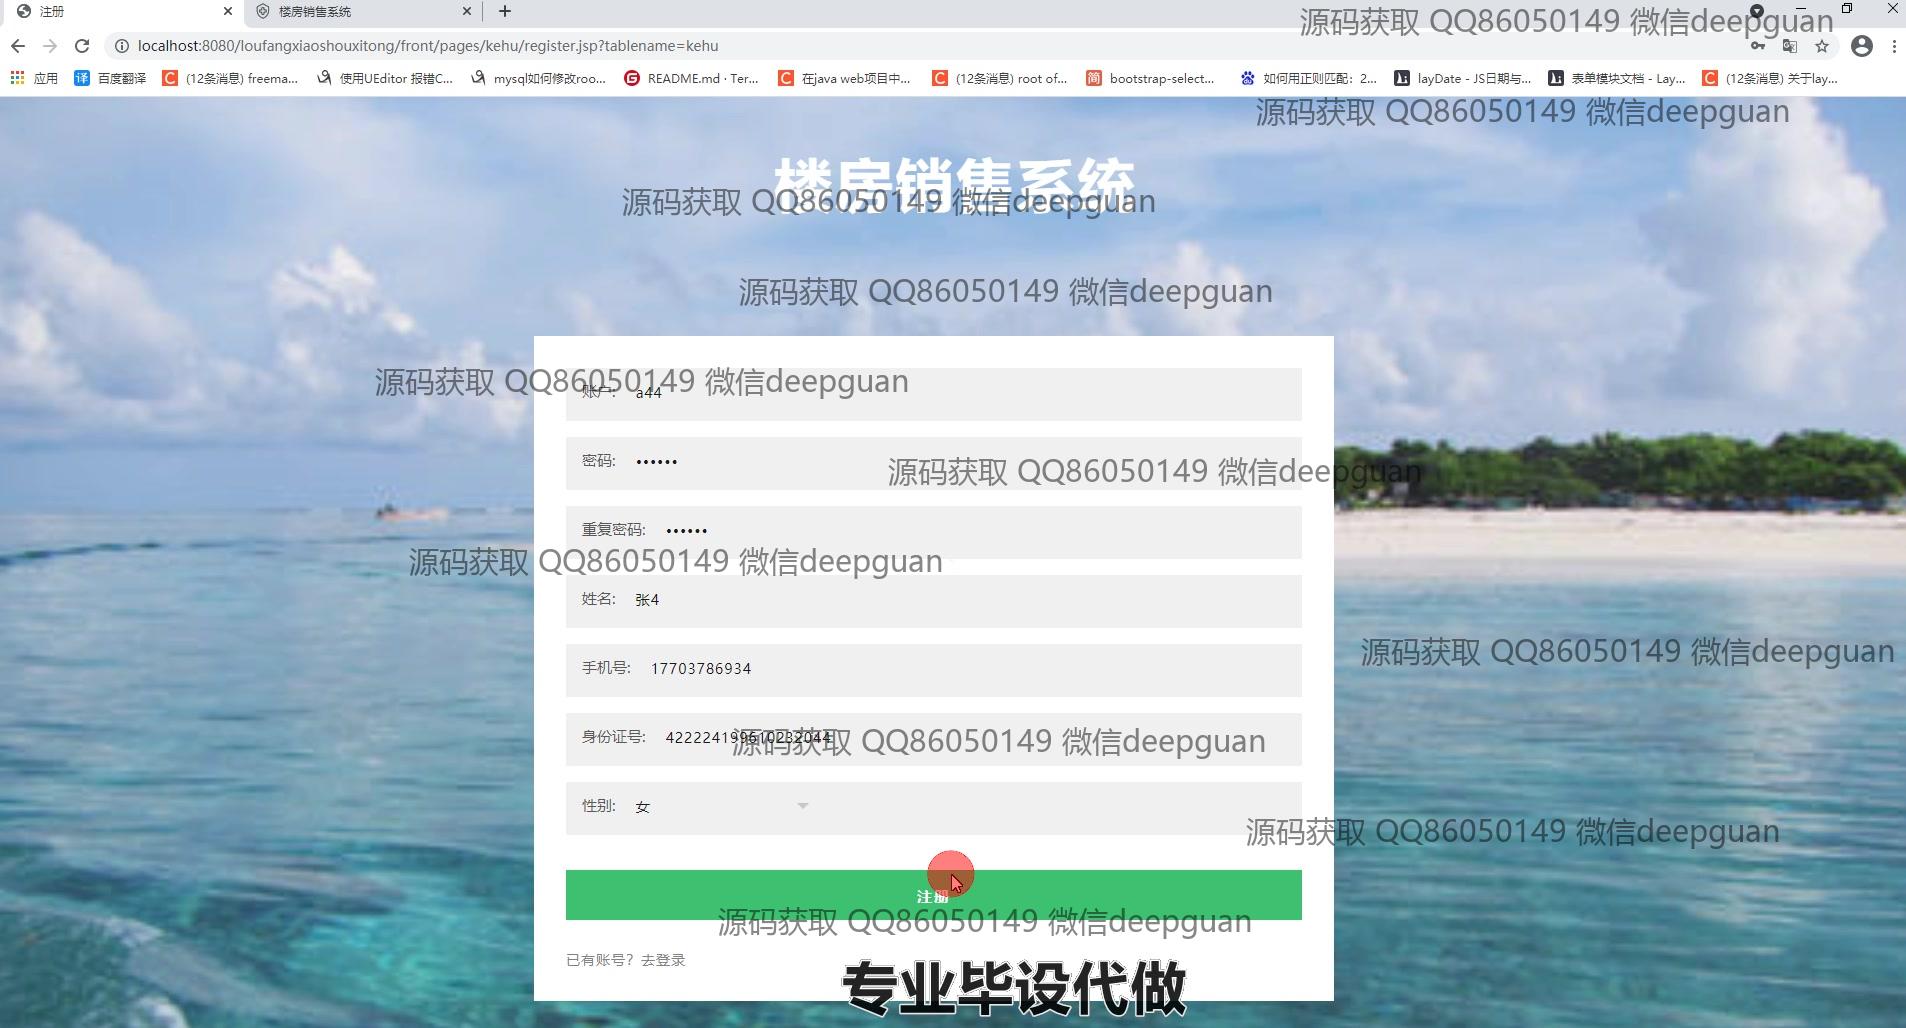 注册
楼房销售系统
源码获取 QQ86050149 微信deepguan
localhost:8080/loufangxiaoshouxitong/front/pages/kehu/register.jsp?tablename=kehu
应用
百度翻译
(12条消息) freema...
使用UEditor 报错C...
mysql如何修改roo...
README.md · Ter...
在java web项目中...
(12条消息) root of...
bootstrap-select...
如何用正则匹配：2...
layDate - JS日期与...
表单模块文档 - Lay...
(12条消息) 关于lay...
源码获取 QQ86050149 微信deepguan
楼房销售系统
源码获取 QQ86050149 微信deepguan
源码获取 QQ86050149 微信deepguan
源码获取 QQ86050149 微信deepguan
账户: a44
密码: ••••••
源码获取 QQ86050149 微信deepguan
重复密码: ••••••
源码获取 QQ86050149 微信deepguan
姓名: 张4
源码获取 QQ86050149 微信deepguan
手机号: 17703786934
身份证号: 422224199610232044
源码获取 QQ86050149 微信deepguan
性别: 女
源码获取 QQ86050149 微信deepguan
注册
源码获取 QQ86050149 微信deepguan
已有账号？去登录
专业毕设代做